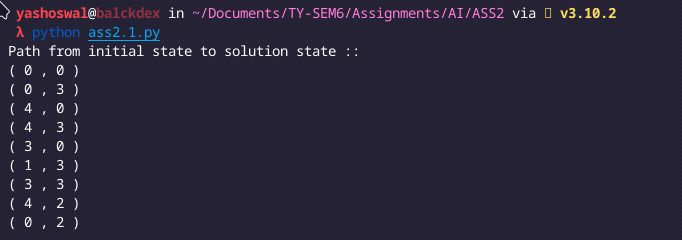 yashoswal@balckdex in ~/Documents/TY-SEM6/Assignments/AI/ASS2 via v3.10.2
λ python ass2.1.py
Path from initial state to solution state ::
( 0 , 0 )
( 0 , 3 )
( 4 , 0 )
( 4 , 3 )
( 3 , 0 )
( 1 , 3 )
( 3 , 3 )
( 4 , 2 )
( 0 , 2 )